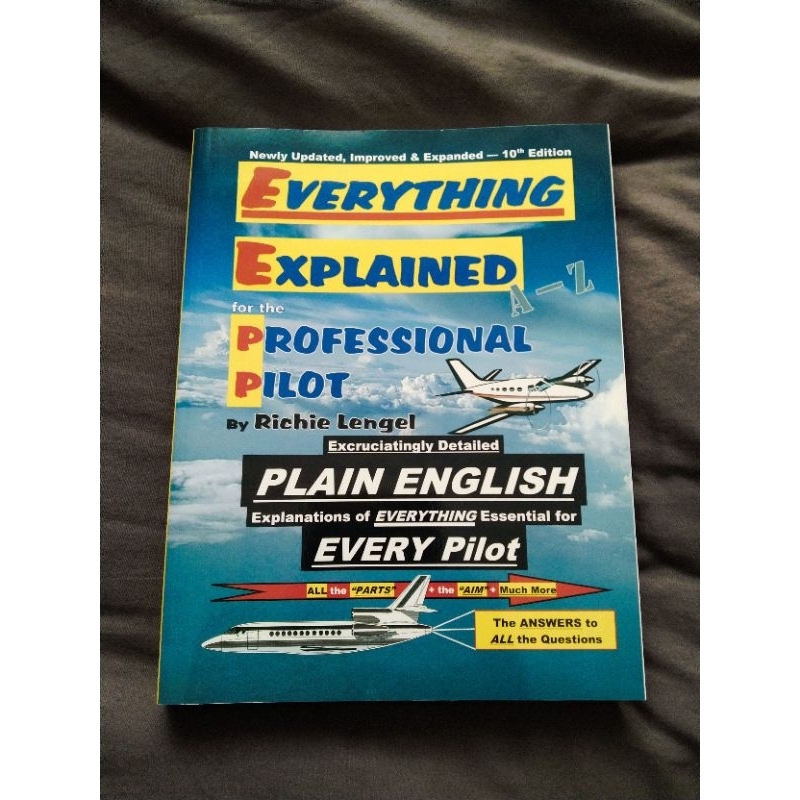 Newly Updated, Improved & Expanded — 10th Edition
EVERYTHING
EXPLAINED
A – Z
for the
PROFESSIONAL
PILOT
By Richie Lengel
Excruciatingly Detailed
PLAIN ENGLISH
Explanations of EVERYTHING Essential for
EVERY Pilot
ALL the "PARTS" + the "AIM" + Much More
The ANSWERS to
ALL the Questions